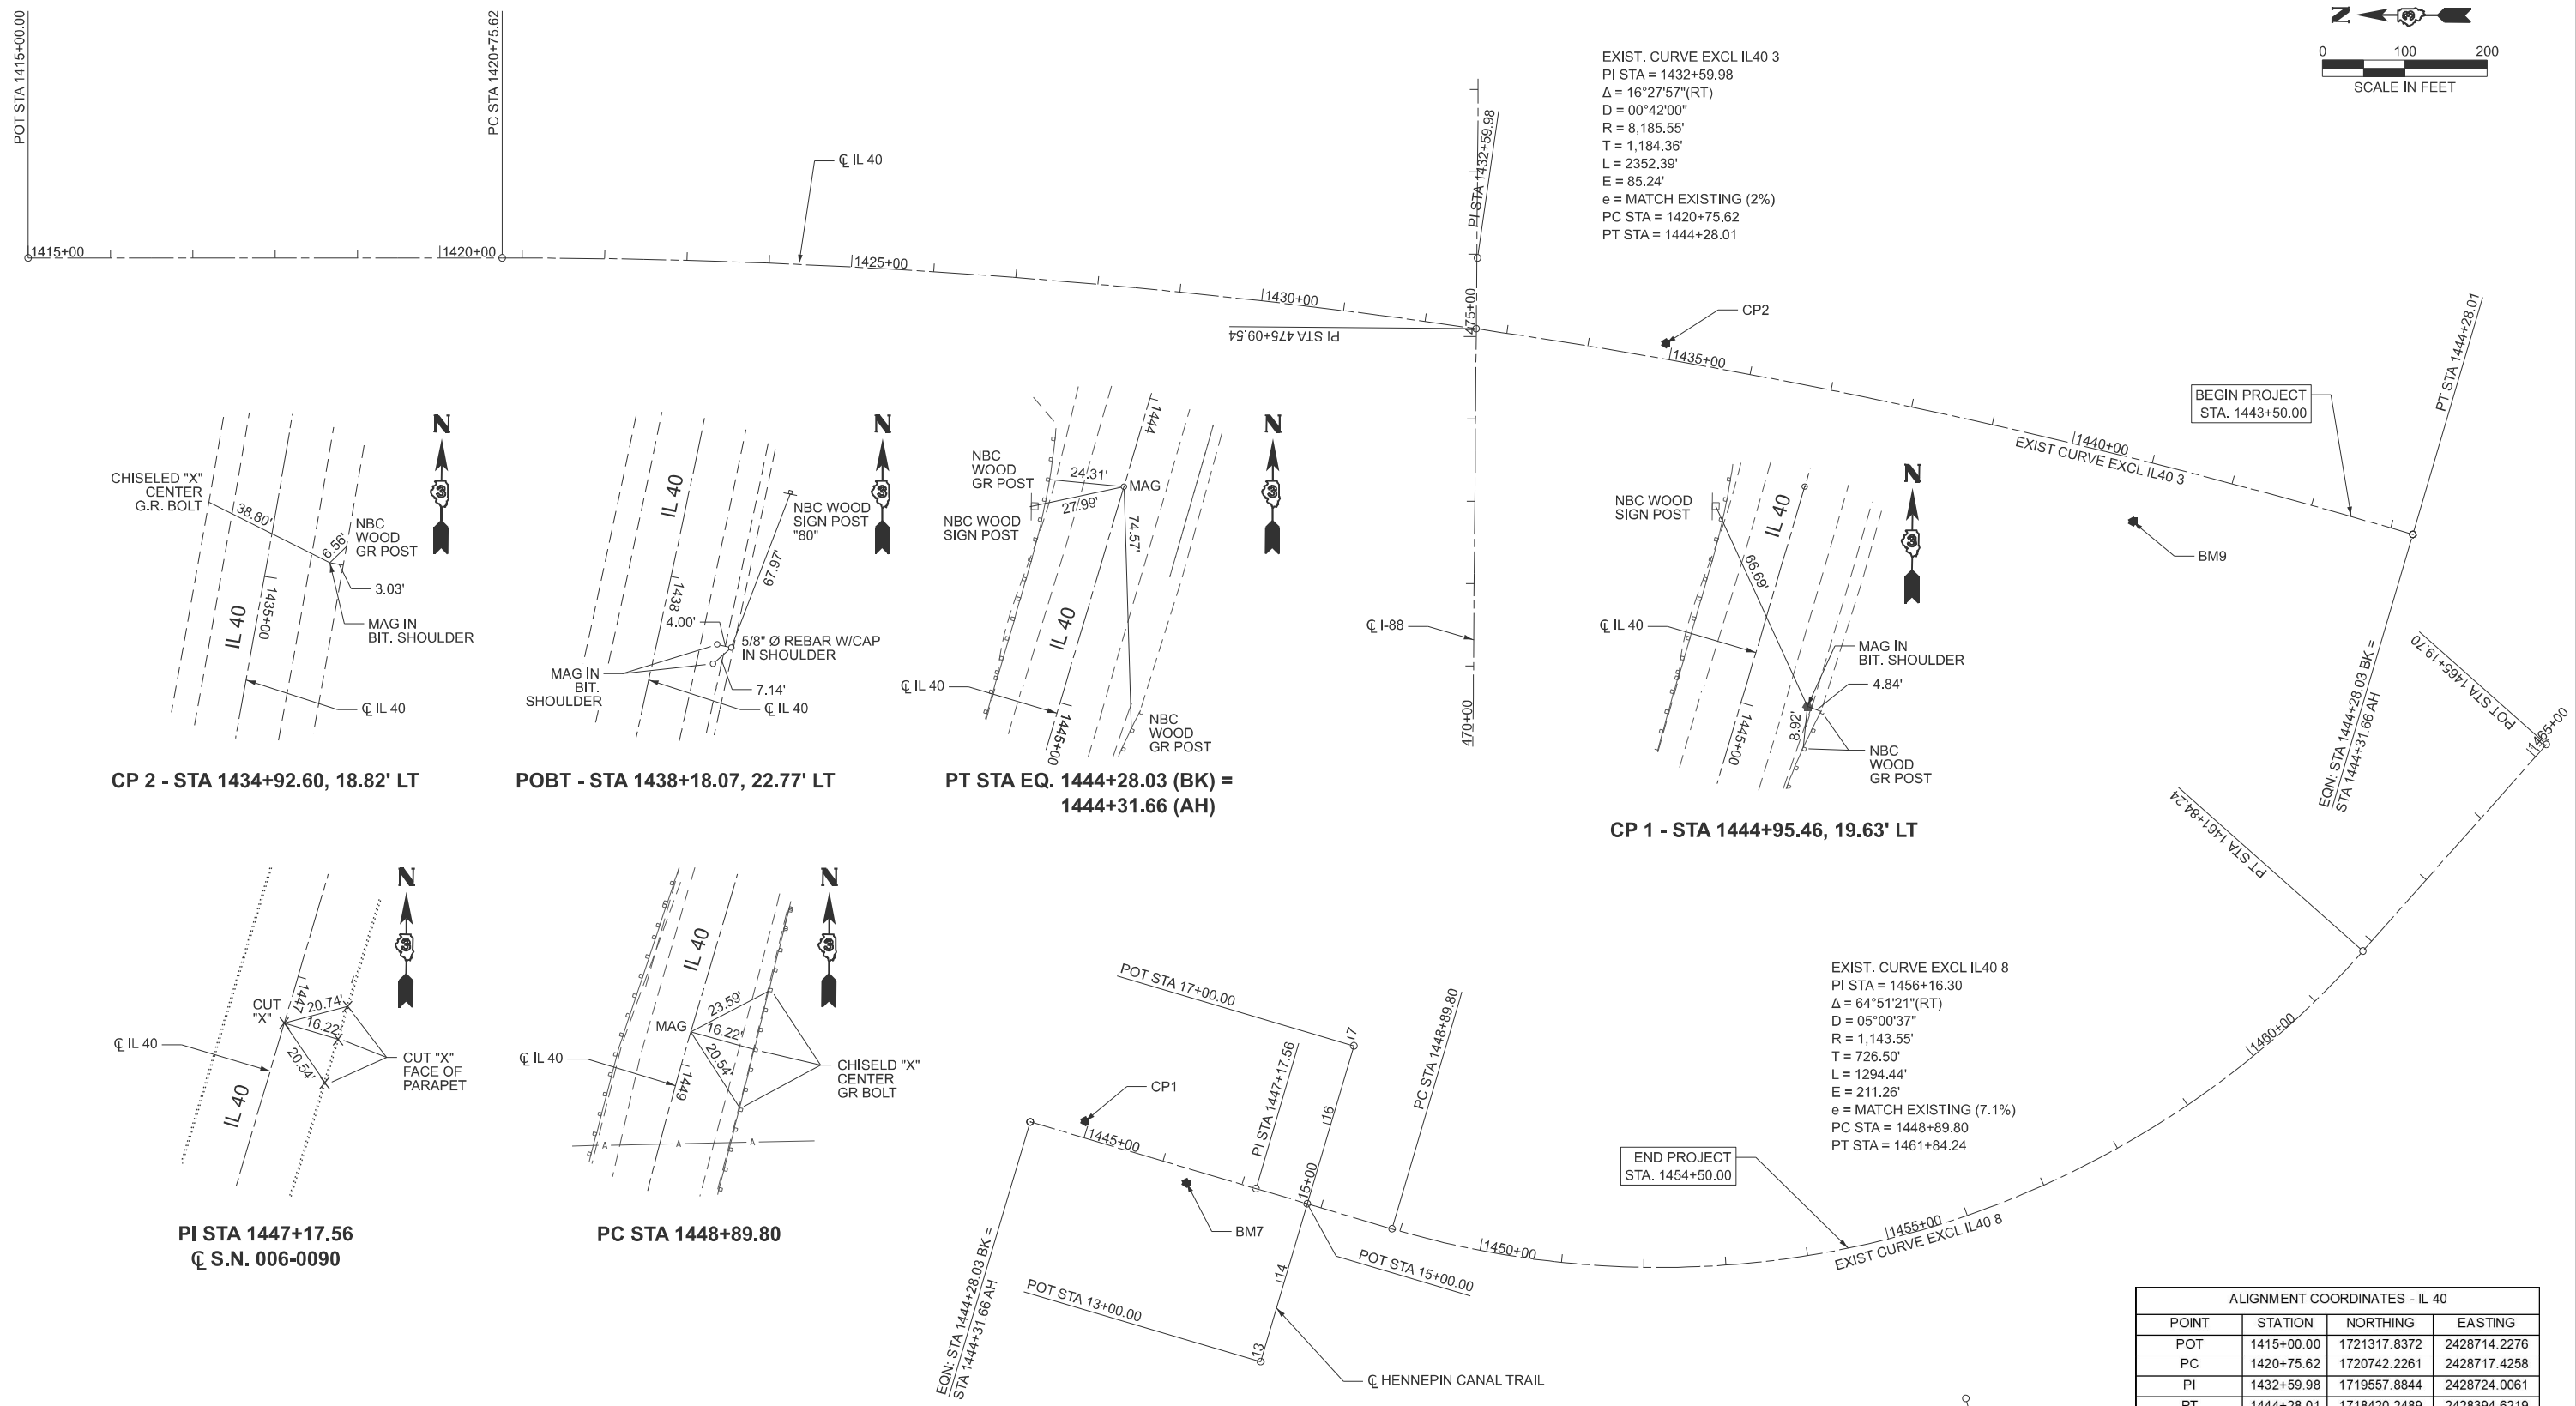 POT STA 1415+00.00
PC STA 1420+75.62
1415+00
1420+00
℄ IL 40
1425+00
1430+00
PI STA 1432+59.98
475+00
PI STA 475+09.54
EXIST. CURVE EXCL IL40 3
PI STA = 1432+59.98
Δ = 16°27'57"(RT)
D = 00°42'00"
R = 8,185.55'
T = 1,184.36'
L = 2352.39'
E = 85.24'
e = MATCH EXISTING (2%)
PC STA = 1420+75.62
PT STA = 1444+28.01
N
3
0 100 200
SCALE IN FEET
CP2
1435+00
1440+00
EXIST CURVE EXCL IL40 3
BEGIN PROJECT
STA. 1443+50.00
PT STA 1444+28.01
BM9
EQN: STA 1444+28.03 BK =
STA 1444+31.66 AH
℄ I-88
470+00
CHISELED "X"
CENTER
G.R. BOLT
38.80'
6.56'
NBC
WOOD
GR POST
3.03'
MAG IN
BIT. SHOULDER
IL 40
1435+00
℄ IL 40
N
3
CP 2 - STA 1434+92.60, 18.82' LT
IL 40
NBC WOOD
SIGN POST
"80"
67.97'
1438
4.00'
5/8" Ø REBAR W/CAP
IN SHOULDER
MAG IN
BIT.
SHOULDER
7.14'
℄ IL 40
N
3
POBT - STA 1438+18.07, 22.77' LT
1444
NBC
WOOD
GR POST
24.31'
MAG
27.99'
NBC WOOD
SIGN POST
74.57'
IL 40
℄ IL 40
1445+00
NBC
WOOD
GR POST
N
3
PT STA EQ. 1444+28.03 (BK) =
1444+31.66 (AH)
NBC WOOD
SIGN POST
IL 40
66.69'
℄ IL 40
MAG IN
BIT. SHOULDER
4.84'
8.92'
1445+00
NBC
WOOD
GR POST
N
3
CP 1 - STA 1444+95.46, 19.63' LT
POT STA 1465+19.70
1465+00
PT STA 1461+84.24
1447
CUT
"X"
20.74'
16.22'
20.54'
℄ IL 40
IL 40
CUT "X"
FACE OF
PARAPET
N
3
PI STA 1447+17.56
℄ S.N. 006-0090
IL 40
23.59'
MAG
16.22'
20.54'
℄ IL 40
1449
CHISELD "X"
CENTER
GR BOLT
A A A
N
3
PC STA 1448+89.80
POT STA 17+00.00
17
16
PI STA 1447+17.56
PC STA 1448+89.80
CP1
1445+00
15+00
BM7
14
POT STA 15+00.00
POT STA 13+00.00
13
EQN: STA 1444+28.03 BK =
STA 1444+31.66 AH
℄ HENNEPIN CANAL TRAIL
1450+00
END PROJECT
STA. 1454+50.00
1455+00
EXIST CURVE EXCL IL40 8
1460+00
EXIST. CURVE EXCL IL40 8
PI STA = 1456+16.30
Δ = 64°51'21"(RT)
D = 05°00'37"
R = 1,143.55'
T = 726.50'
L = 1294.44'
E = 211.26'
e = MATCH EXISTING (7.1%)
PC STA = 1448+89.80
PT STA = 1461+84.24
ALIGNMENT COORDINATES - IL 40
POINT STATION NORTHING EASTING
POT 1415+00.00 1721317.8372 2428714.2276
PC 1420+75.62 1720742.2261 2428717.4258
PI 1432+59.98 1719557.8844 2428724.0061
PT 1444+28.01 1718420.2489 2428394.6219